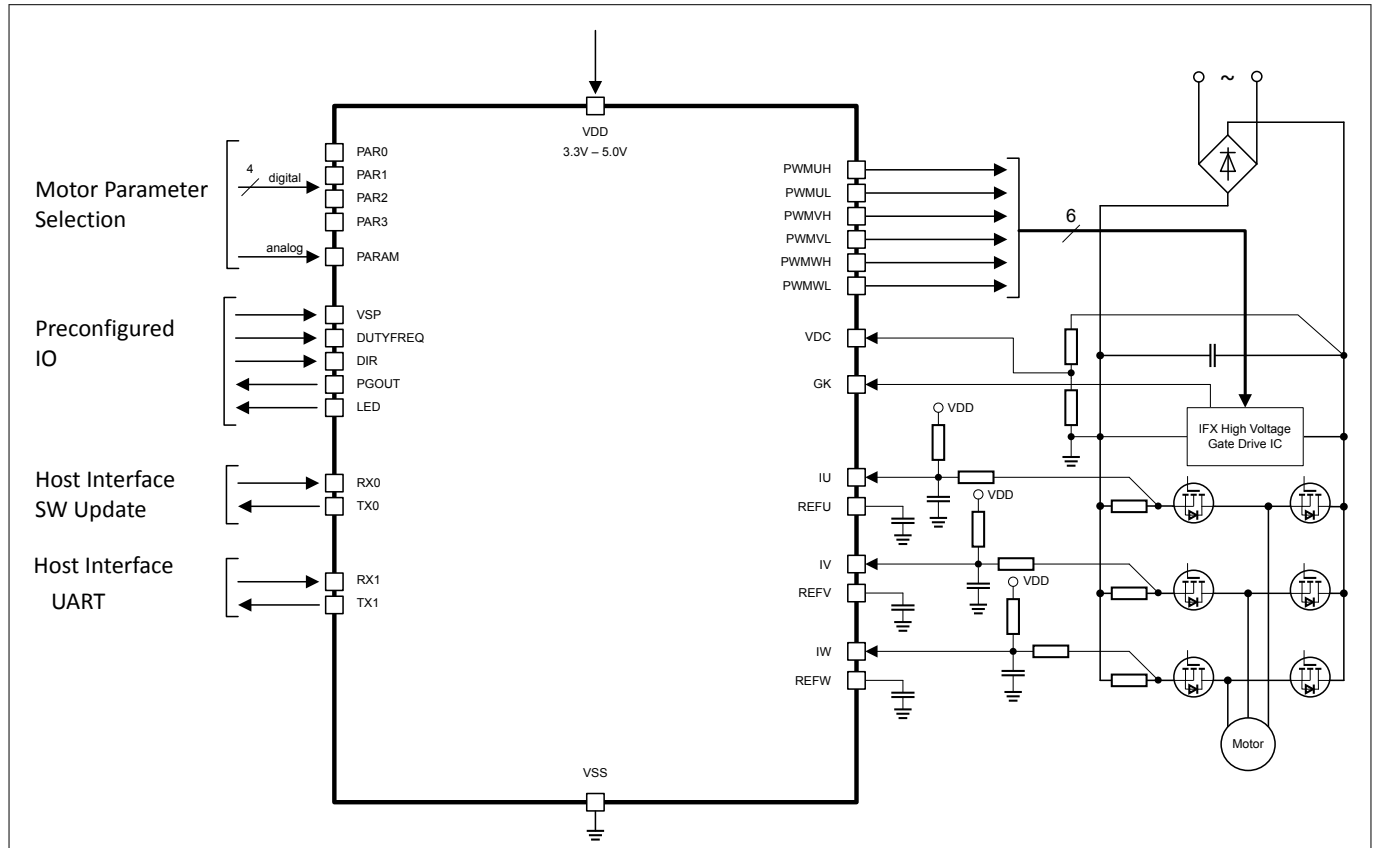 ~
VDD
3.3V – 5.0V
Motor Parameter
Selection
4
digital
analog
PAR0
PAR1
PAR2
PAR3
PARAM
Preconfigured
IO
VSP
DUTYFREQ
DIR
PGOUT
LED
Host Interface
SW Update
RX0
TX0
Host Interface
UART
RX1
TX1
PWMUH
PWMUL
PWMVH
PWMVL
PWMWH
PWMWL
6
VDC
GK
IFX High Voltage
Gate Drive IC
VDD
IU
REFU
VDD
IV
REFV
VDD
IW
REFW
Motor
VSS